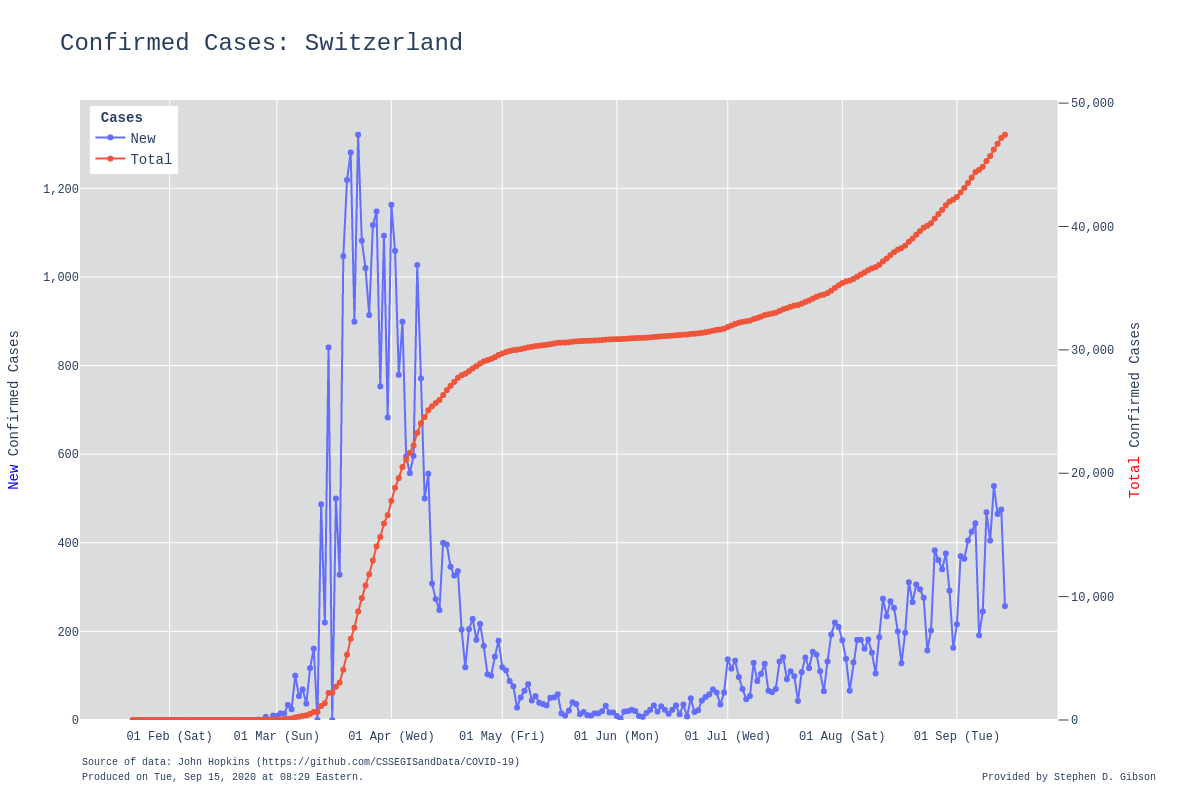 Confirmed Cases: Switzerland
Cases
New
Total
1,200
1,000
800
600
400
200
0
New Confirmed Cases
50,000
40,000
30,000
20,000
10,000
0
Total Confirmed Cases
01 Feb (Sat)
01 Mar (Sun)
01 Apr (Wed)
01 May (Fri)
01 Jun (Mon)
01 Jul (Wed)
01 Aug (Sat)
01 Sep (Tue)
Source of data: John Hopkins (https://github.com/CSSEGISandData/COVID-19)
Produced on Tue, Sep 15, 2020 at 08:29 Eastern.
Provided by Stephen D. Gibson